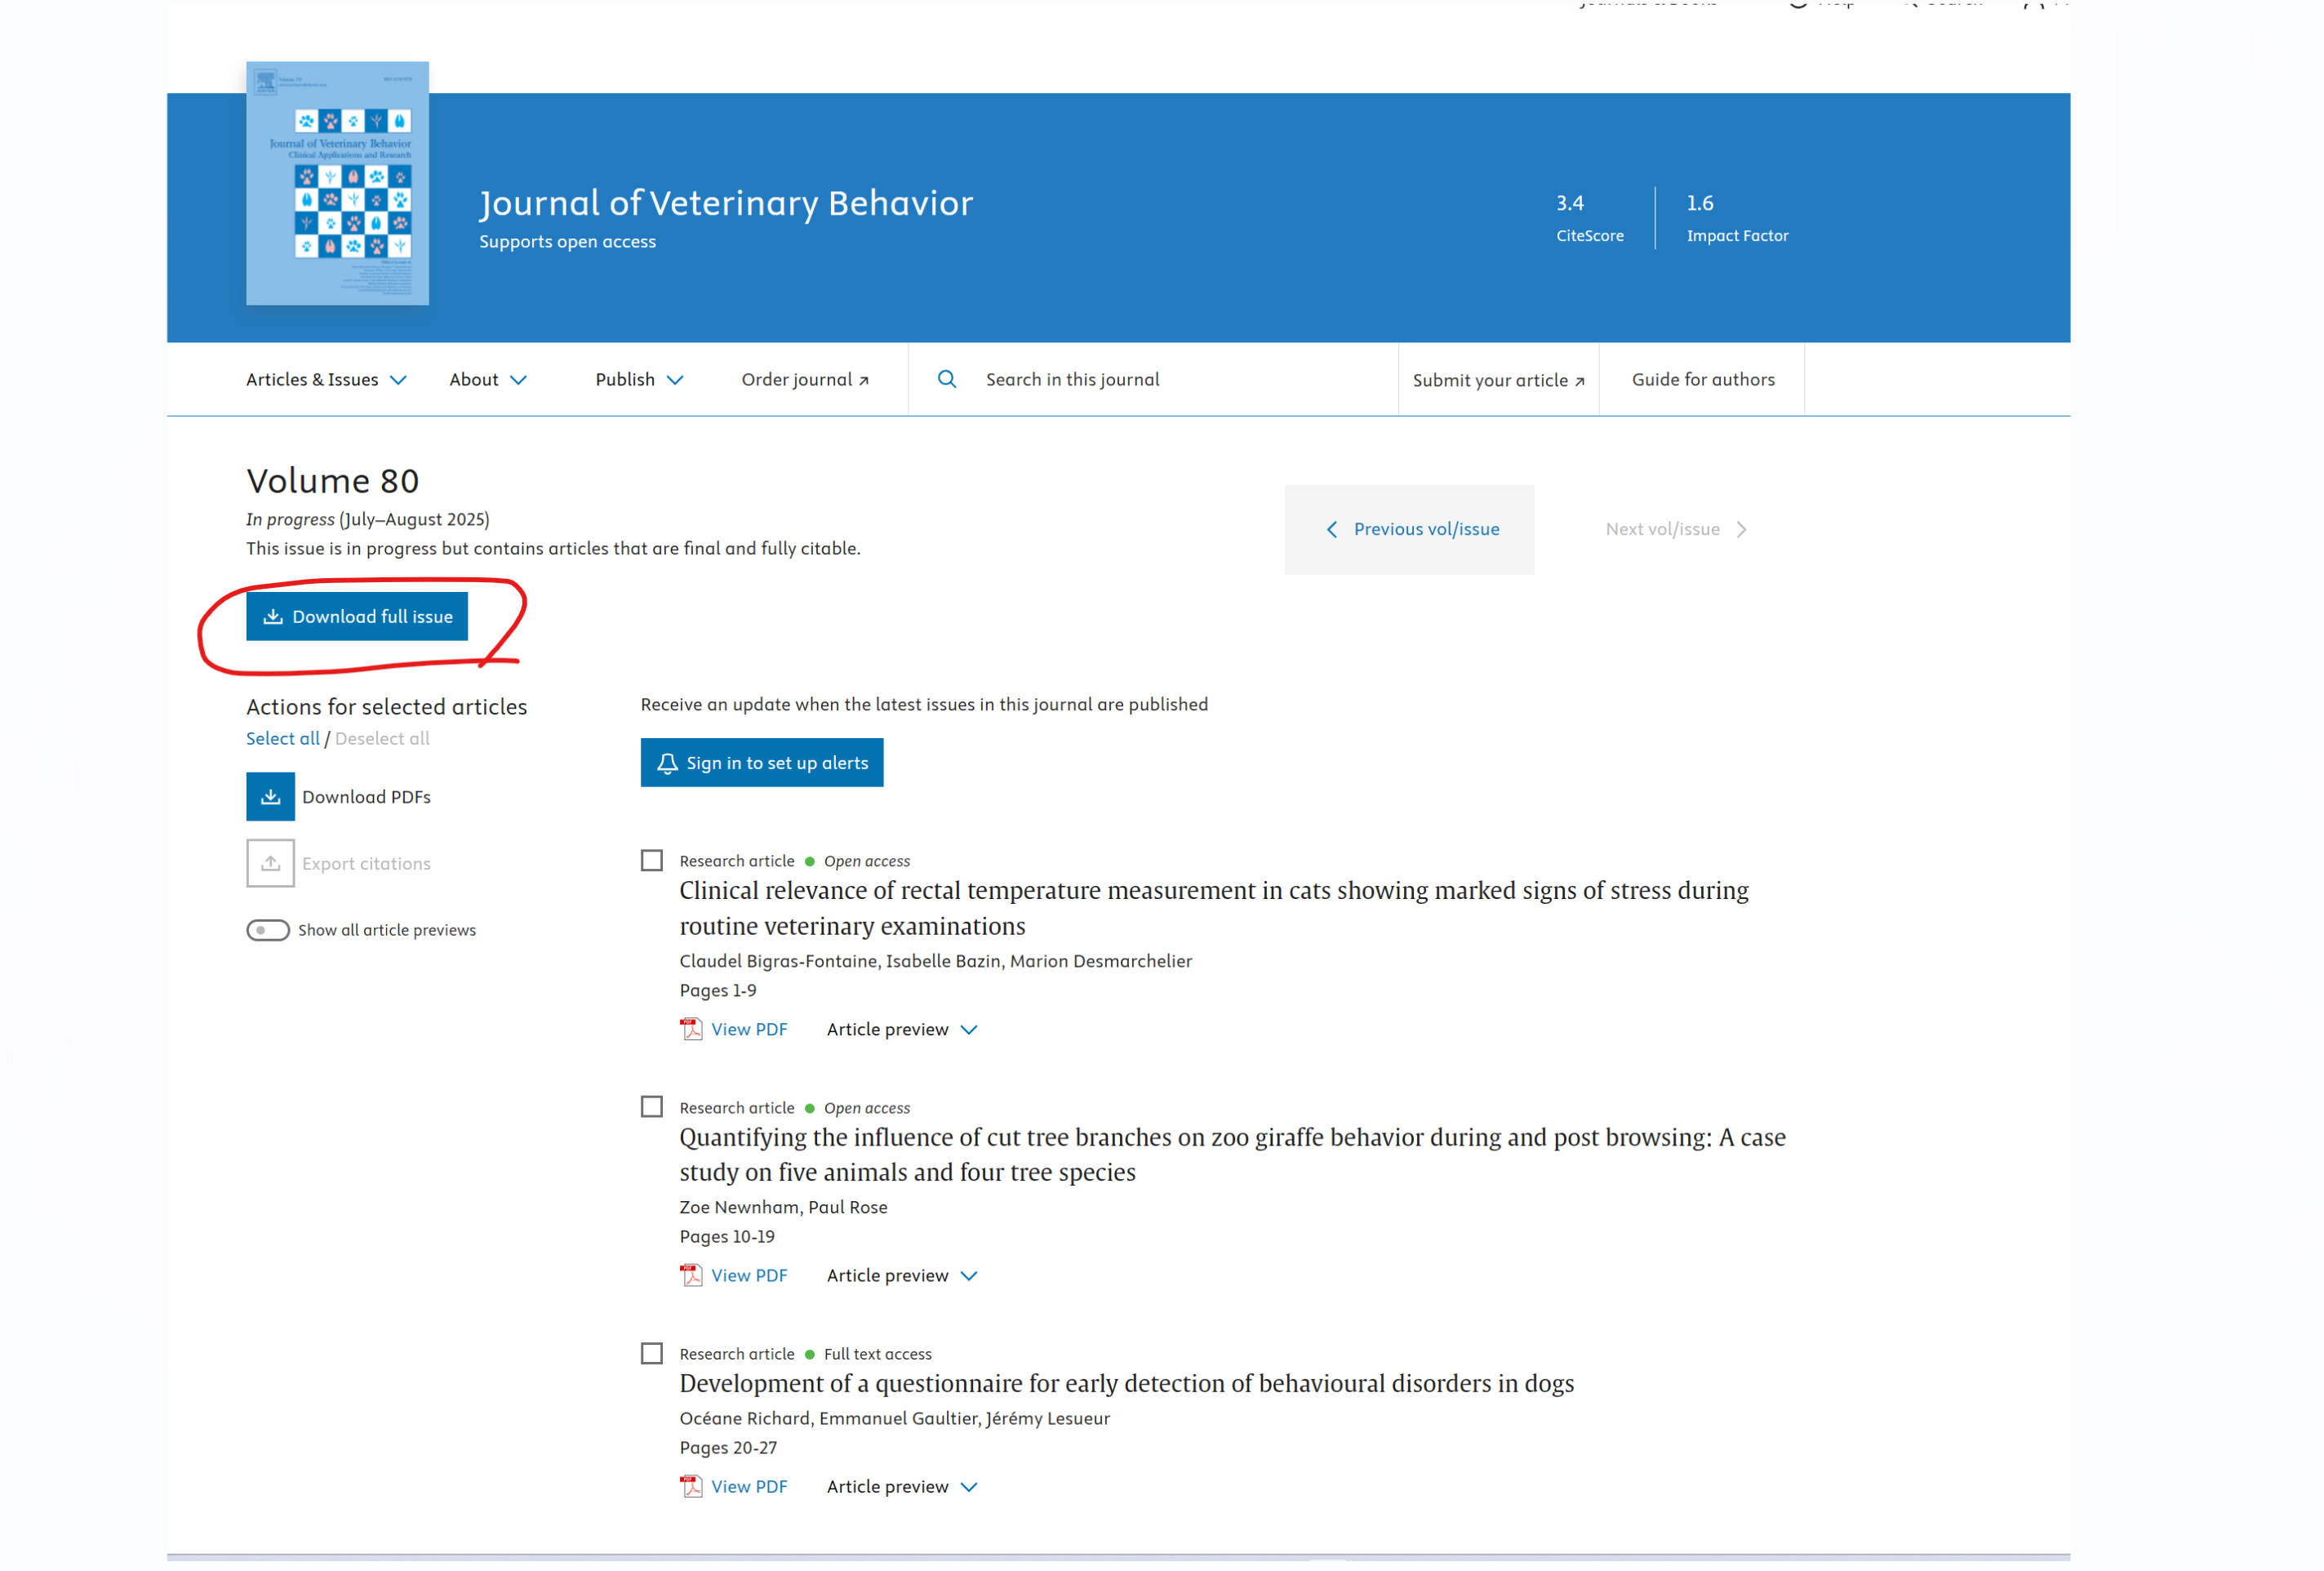 Journal of Veterinary Behavior
Clinical Applications and Research
Journal of Veterinary Behavior
Supports open access
3.4
CiteScore
1.6
Impact Factor
Articles & Issues
About
Publish
Order journal
Search in this journal
Submit your article
Guide for authors
Volume 80
In progress (July–August 2025)
This issue is in progress but contains articles that are final and fully citable.
Previous vol/issue
Next vol/issue
Download full issue
Actions for selected articles
Select all / Deselect all
Download PDFs
Export citations
Show all article previews
Receive an update when the latest issues in this journal are published
Sign in to set up alerts
Research article Open access
Clinical relevance of rectal temperature measurement in cats showing marked signs of stress during
routine veterinary examinations
Claudel Bigras-Fontaine, Isabelle Bazin, Marion Desmarchelier
Pages 1-9
View PDF Article preview
Research article Open access
Quantifying the influence of cut tree branches on zoo giraffe behavior during and post browsing: A case
study on five animals and four tree species
Zoe Newnham, Paul Rose
Pages 10-19
View PDF Article preview
Research article Full text access
Development of a questionnaire for early detection of behavioural disorders in dogs
Océane Richard, Emmanuel Gaultier, Jérémy Lesueur
Pages 20-27
View PDF Article preview